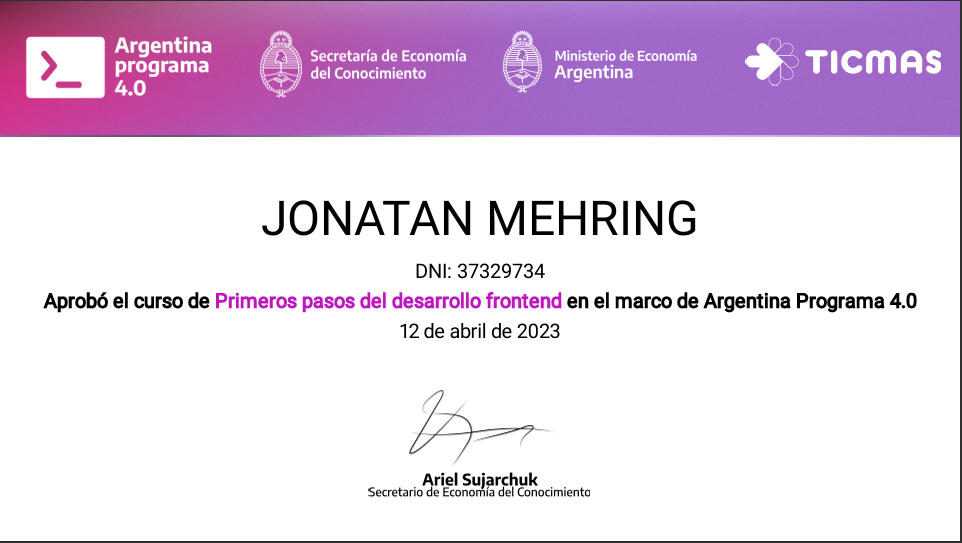 Argentina
programa
4.0
Secretaría de Economía
del Conocimiento
Ministerio de Economía
Argentina
TICMAS
JONATAN MEHRING
DNI: 37329734
Aprobó el curso de Primeros pasos del desarrollo frontend en el marco de Argentina Programa 4.0
12 de abril de 2023
Ariel Sujarchuk
Secretario de Economía del Conocimiento